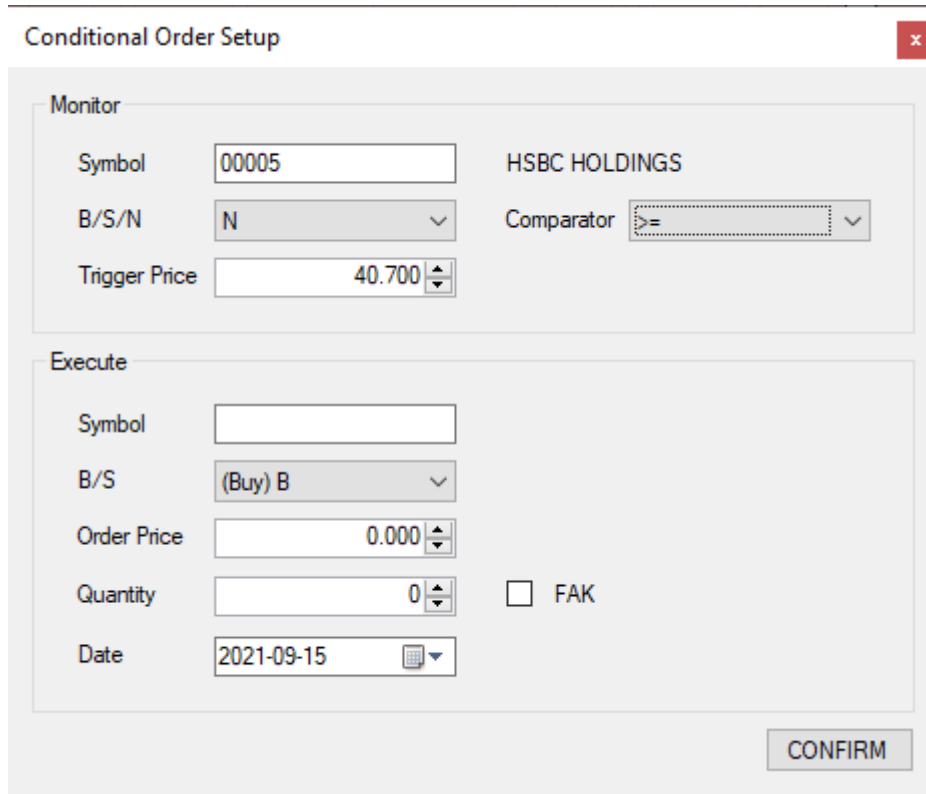 Conditional Order Setup x
Monitor
Symbol 00005 HSBC HOLDINGS
B/S/N N Comparator >=
Trigger Price 40.700
Execute
Symbol
B/S (Buy) B
Order Price 0.000
Quantity 0 FAK
Date 2021-09-15
CONFIRM